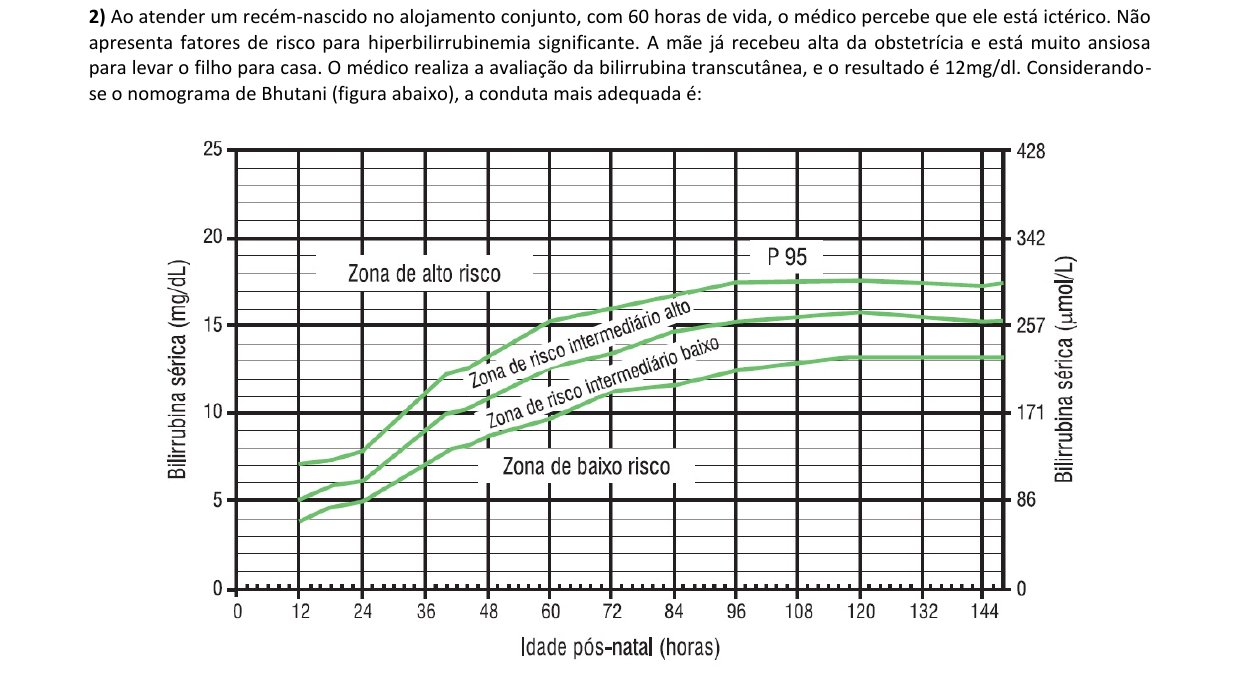 2) Ao atender um recém-nascido no alojamento conjunto, com 60 horas de vida, o médico percebe que ele está ictérico. Não
apresenta fatores de risco para hiperbilirrubinemia significante. A mãe já recebeu alta da obstetrícia e está muito ansiosa
para levar o filho para casa. O médico realiza a avaliação da bilirrubina transcutânea, e o resultado é 12mg/dl. Considerando-
se o nomograma de Bhutani (figura abaixo), a conduta mais adequada é:
25
428
20
342
15
257
10
171
5
86
0
0
Bilirrubina sérica (mg/dL)
Bilirrubina sérica (µmol/L)
P 95
Zona de alto risco
Zona de risco intermediário alto
Zona de risco intermediário baixo
Zona de baixo risco
0 12 24 36 48 60 72 84 96 108 120 132 144
Idade pós-natal (horas)